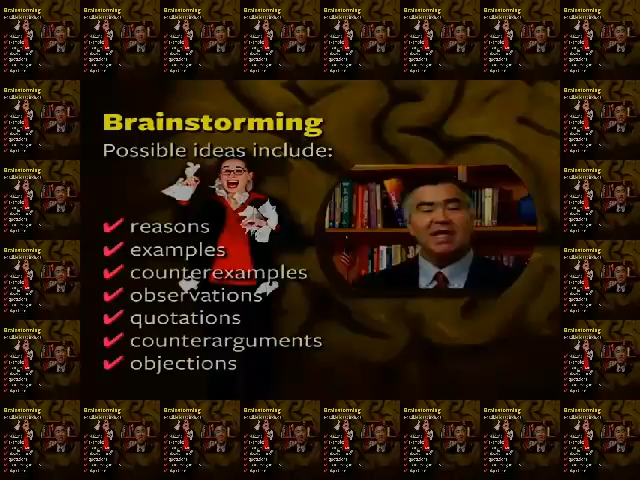 Brainstorming
Possible ideas include:
✔ reasons
✔ examples
✔ counterexamples
✔ observations
✔ quotations
✔ counterarguments
✔ objections